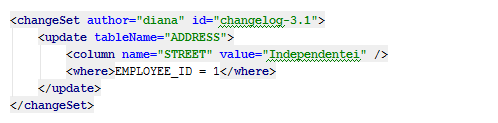 <changeSet author="diana" id="changelog-3.1">
    <update tableName="ADDRESS">
        <column name="STREET" value="Independentei" />
        <where>EMPLOYEE_ID = 1</where>
    </update>
</changeSet>